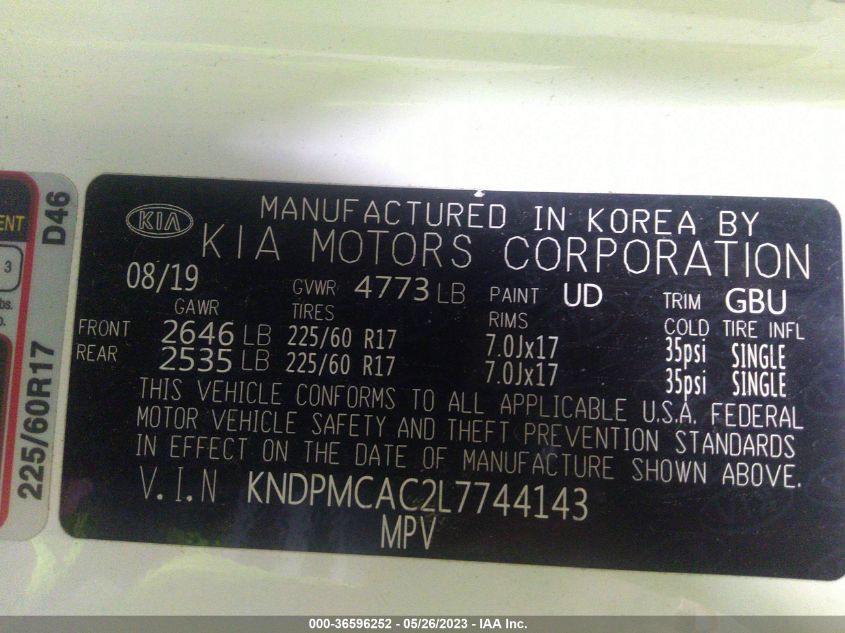 ENT
3
bs.
p.
D46
225/60R17
KIA
MANUFACTURED IN KOREA BY
KIA MOTORS CORPORATION
08/19 GVWR 4773 LB PAINT UD TRIM GBU
GAWR TIRES RIMS COLD TIRE INFL
FRONT 2646 LB 225/60 R17 7.0Jx17 35psi SINGLE
REAR 2535 LB 225/60 R17 7.0Jx17 35psi SINGLE
THIS VEHICLE CONFORMS TO ALL APPLICABLE U.S.A. FEDERAL
MOTOR VEHICLE SAFETY AND THEFT PREVENTION STANDARDS
IN EFFECT ON THE DATE OF MANUFACTURE SHOWN ABOVE.
V.I.N KNDPMCAC2L7744143
MPV
000-36596252 - 05/26/2023 - IAA Inc.